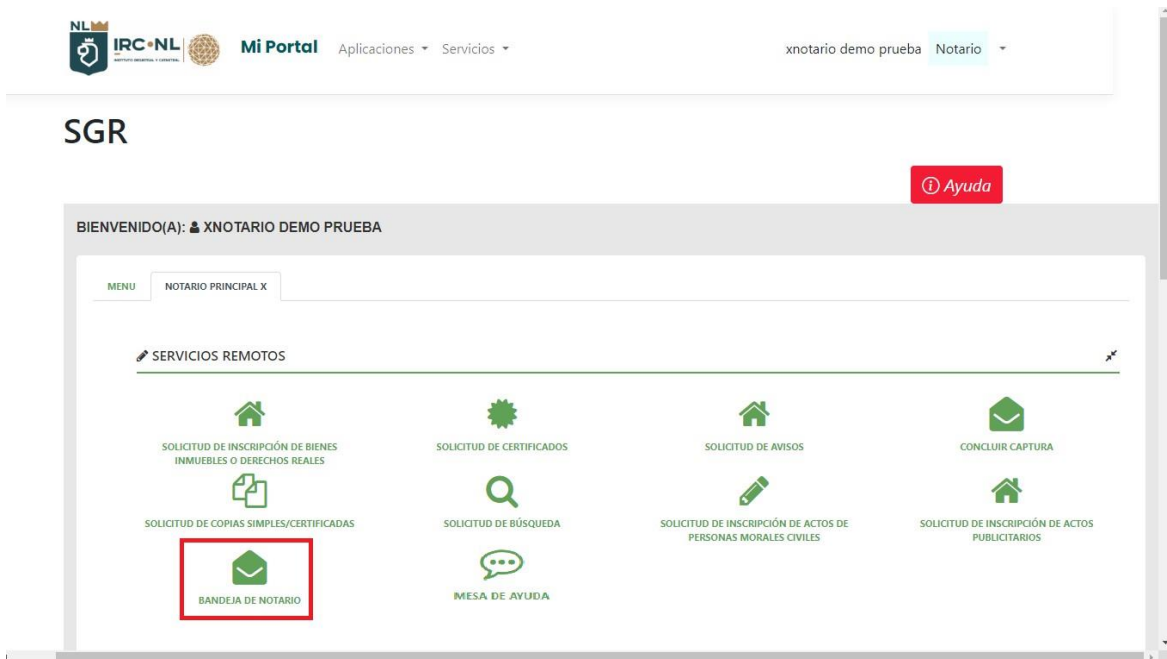 NL
IRC•NL
INSTITUTO REGISTRAL Y CATASTRAL
Mi Portal Aplicaciones Servicios xnotario demo prueba Notario
SGR
Ayuda
BIENVENIDO(A): XNOTARIO DEMO PRUEBA
MENU NOTARIO PRINCIPAL X
SERVICIOS REMOTOS
SOLICITUD DE INSCRIPCIÓN DE BIENES
INMUEBLES O DERECHOS REALES
SOLICITUD DE CERTIFICADOS
SOLICITUD DE AVISOS
CONCLUIR CAPTURA
SOLICITUD DE COPIAS SIMPLES/CERTIFICADAS
SOLICITUD DE BÚSQUEDA
SOLICITUD DE INSCRIPCIÓN DE ACTOS DE
PERSONAS MORALES CIVILES
SOLICITUD DE INSCRIPCIÓN DE ACTOS
PUBLICITARIOS
BANDEJA DE NOTARIO
MESA DE AYUDA